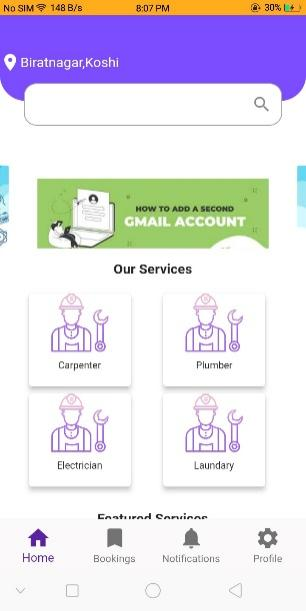 No SIM 148 B/s 8:07 PM 30%
Biratnagar,Koshi
HOW TO ADD A SECOND
GMAIL ACCOUNT
Our Services
Carpenter Plumber
Electrician Laundary
Featured Services
Home Bookings Notifications Profile